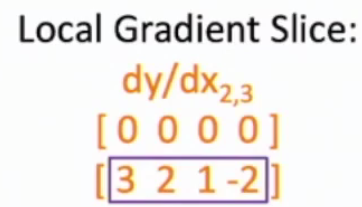 Local Gradient Slice:
dy/dx₂,₃
[ 0 0 0 0 ]
[ 3 2 1 -2 ]